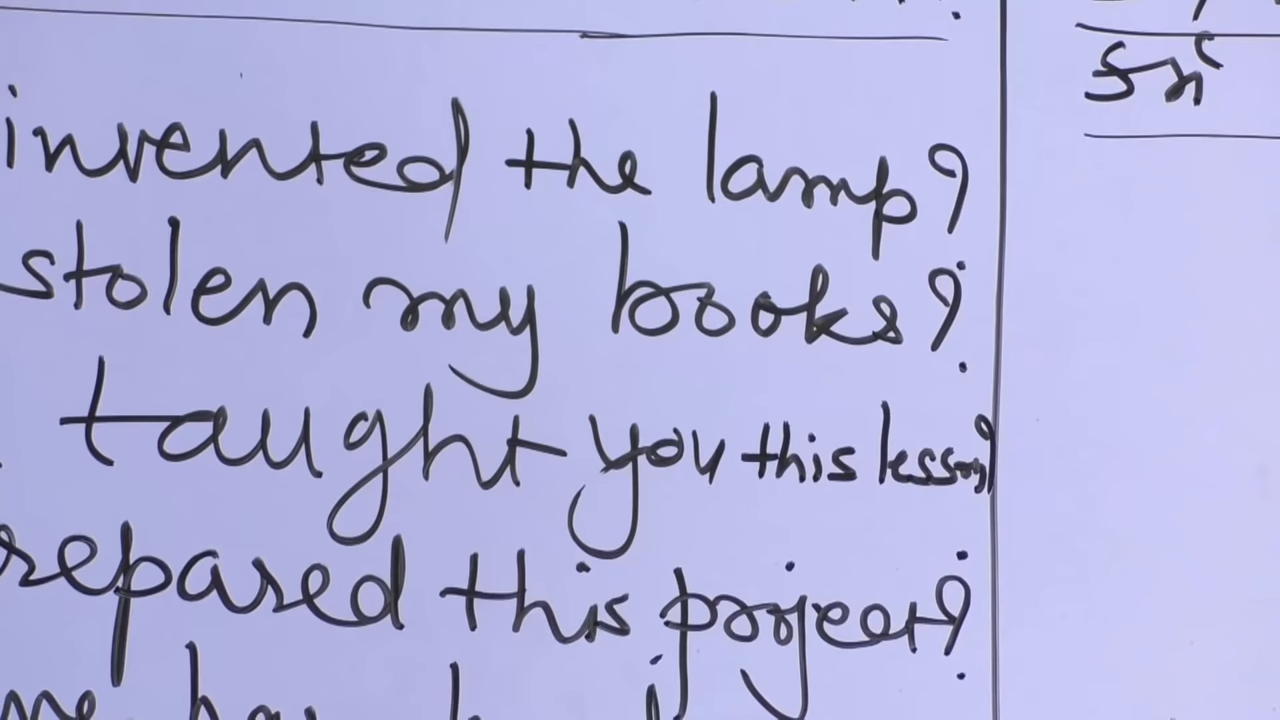 invented the lamp?
stolen my books?
taught you this lesson?
repared this project?